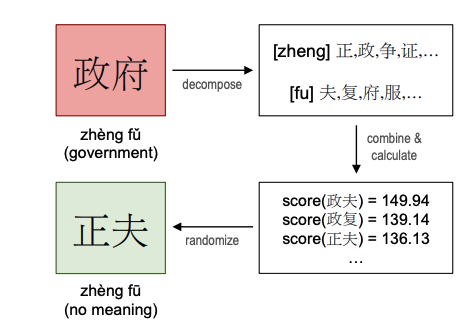 政府
zhèng fǔ
(government)
decompose
[zheng] 正,政,争,证,…
[fu] 夫,复,府,服,…
combine &
calculate
score(政夫) = 149.94
score(政复) = 139.14
score(正夫) = 136.13
…
randomize
正夫
zhèng fū
(no meaning)